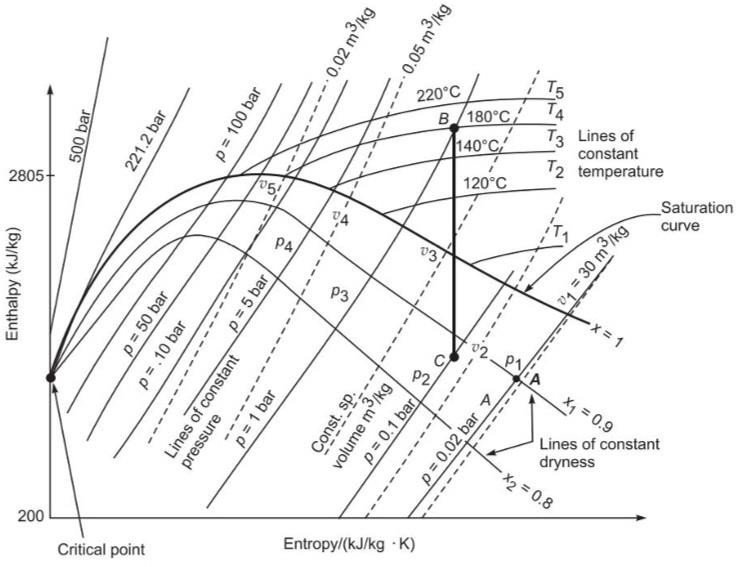 0.02 m³/kg
0.05 m³/kg
500 bar
221.2 bar
p = 100 bar
220°C
T₅
B
180°C
T₄
140°C
T₃
Lines of
constant
temperature
120°C
T₂
2805
v₅
v₄
T₁
Saturation
curve
p₄
v₃
v₁ = 30 m³/kg
p₃
Enthalpy (kJ/kg)
p = 50 bar
p = .10 bar
p = 5 bar
x = 1
C
v₂
p₂
p₁
A
A
x₁ = 0.9
Lines of constant
pressure
p = 1 bar
Const. sp.
volume m³/kg
p = 0.1 bar
p = 0.02 bar
Lines of constant
dryness
x₂ = 0.8
200
Critical point
Entropy/(kJ/kg · K)